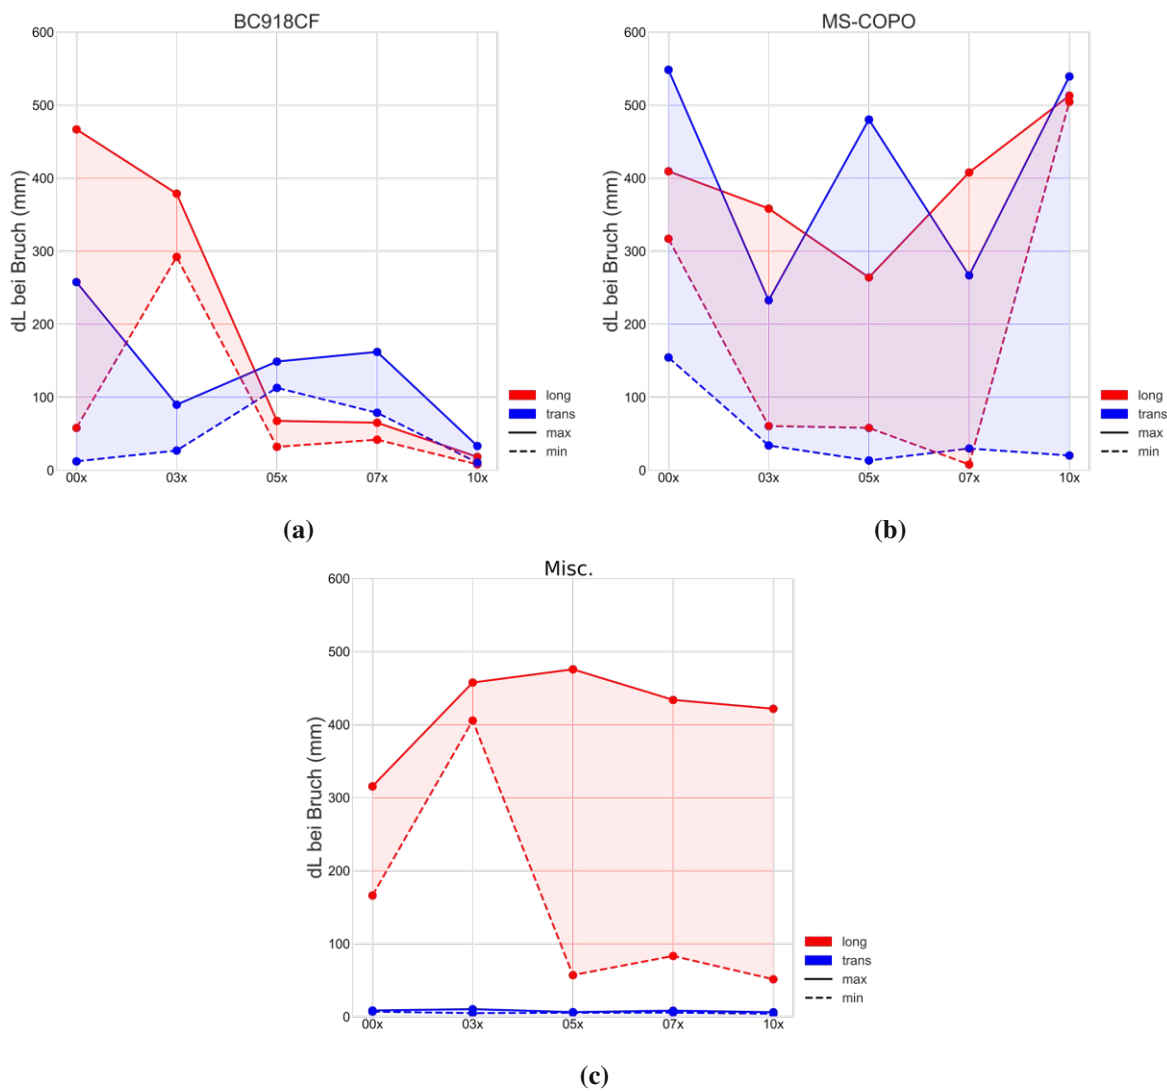 BC918CF
600
500
400
300
200
100
0
dL bei Bruch (mm)
00x 03x 05x 07x 10x
long
trans
max
min
(a)
MS-COPO
600
500
400
300
200
100
0
dL bei Bruch (mm)
00x 03x 05x 07x 10x
long
trans
max
min
(b)
Misc.
600
500
400
300
200
100
0
dL bei Bruch (mm)
00x 03x 05x 07x 10x
long
trans
max
min
(c)